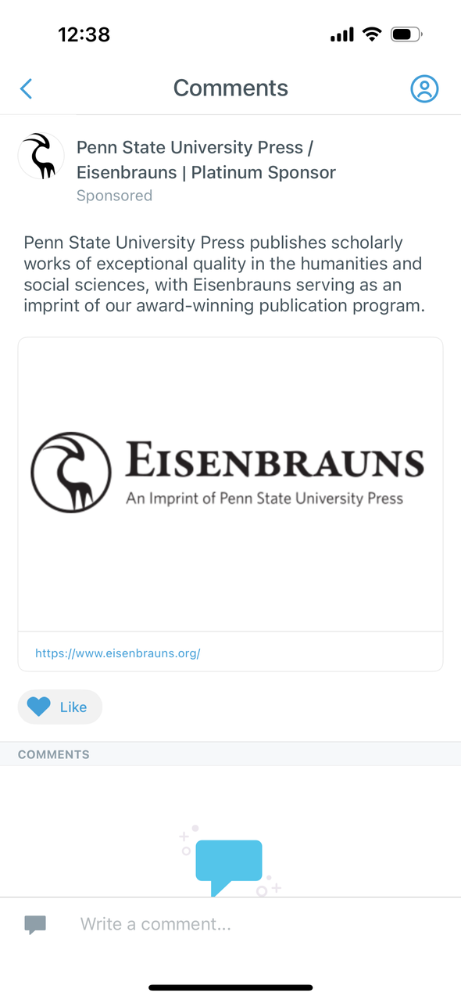 12:38
Comments
Penn State University Press /
Eisenbrauns | Platinum Sponsor
Sponsored
Penn State University Press publishes scholarly
works of exceptional quality in the humanities and
social sciences, with Eisenbrauns serving as an
imprint of our award-winning publication program.
EISENBRAUNS
An Imprint of Penn State University Press
https://www.eisenbrauns.org/
Like
COMMENTS
Write a comment...